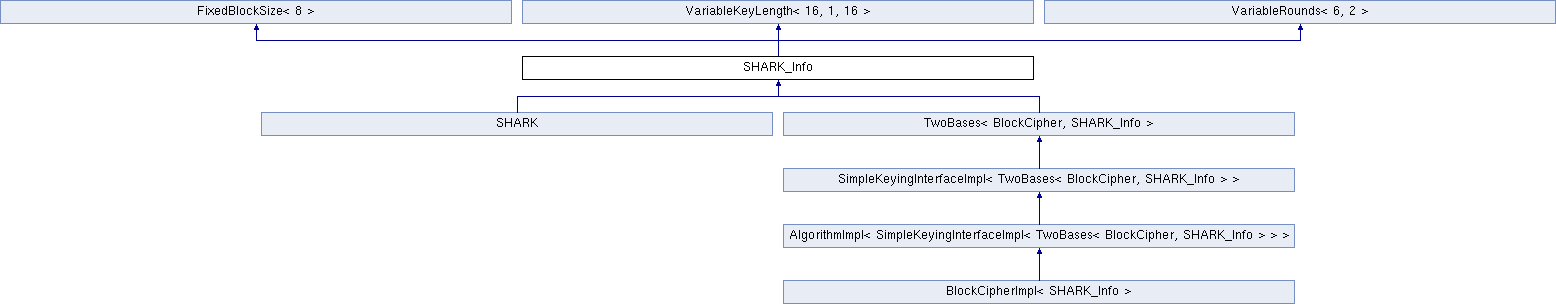 FixedBlockSize< 8 >
VariableKeyLength< 16, 1, 16 >
VariableRounds< 6, 2 >
SHARK_Info
SHARK
TwoBases< BlockCipher, SHARK_Info >
SimpleKeyingInterfaceImpl< TwoBases< BlockCipher, SHARK_Info > >
AlgorithmImpl< SimpleKeyingInterfaceImpl< TwoBases< BlockCipher, SHARK_Info > > >
BlockCipherImpl< SHARK_Info >